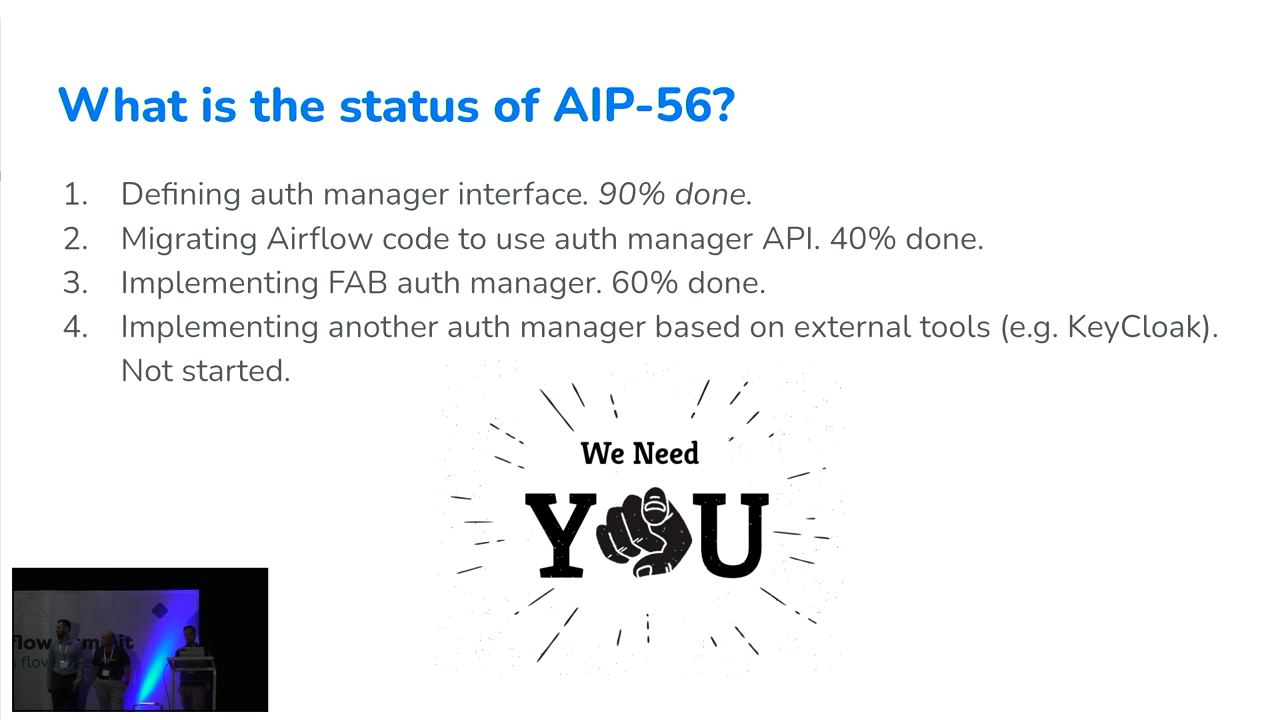 What is the status of AIP-56?
1. Defining auth manager interface. 90% done.
2. Migrating Airflow code to use auth manager API. 40% done.
3. Implementing FAB auth manager. 60% done.
4. Implementing another auth manager based on external tools (e.g. KeyCloak).
Not started.
We Need
YOU
flow
flow